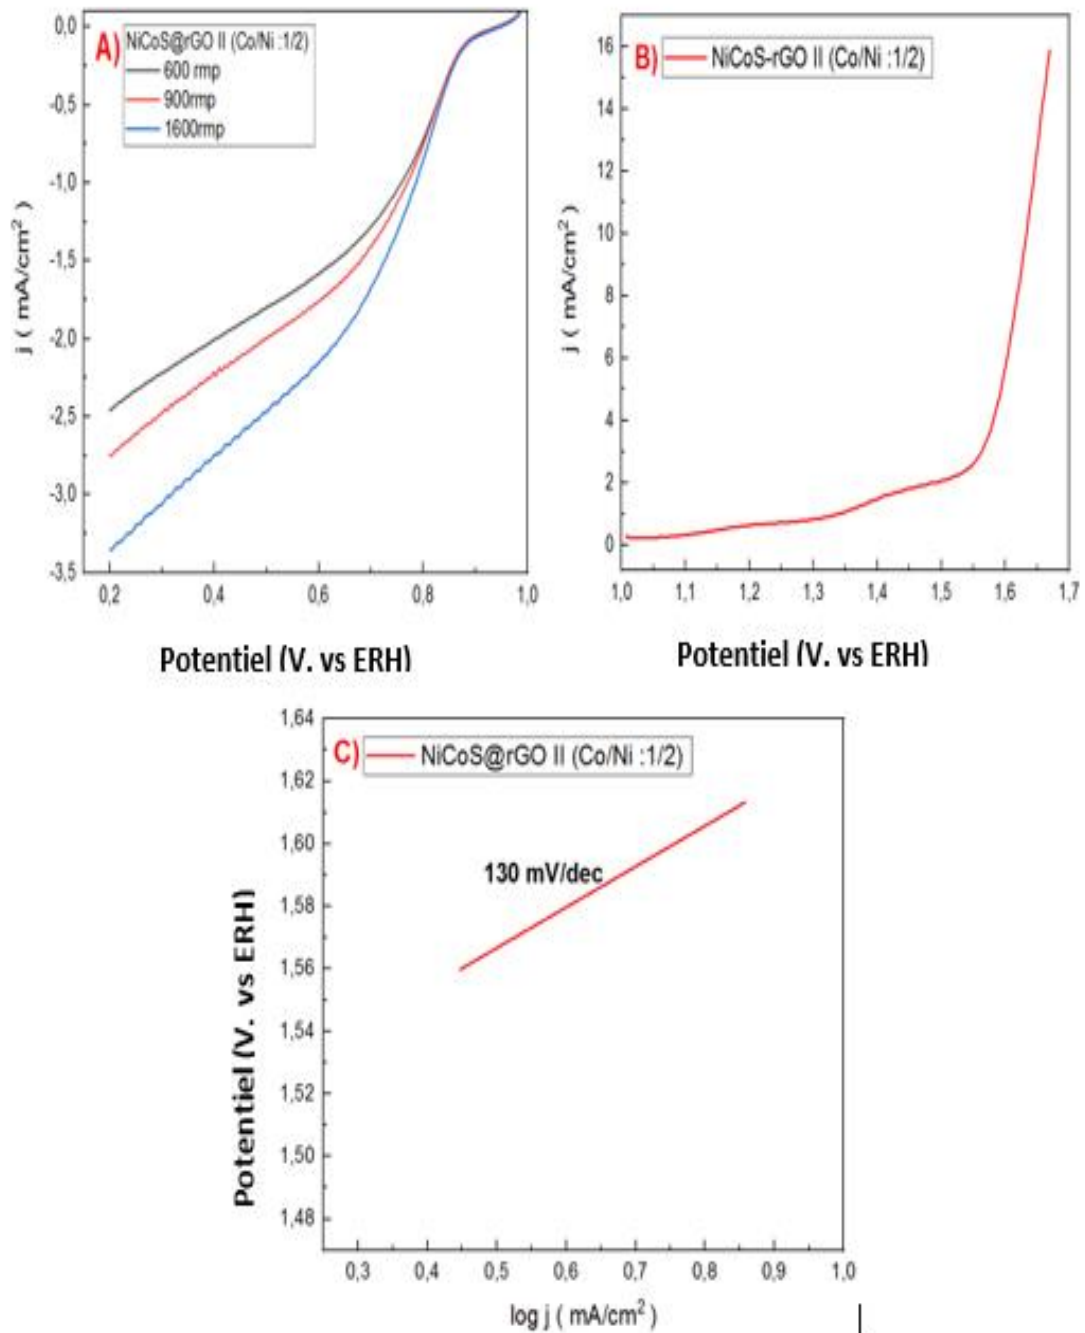 A)
NiCoS@rGO II (Co/Ni :1/2)
600 rmp
900rmp
1600rmp
0,0
-0,5
-1,0
-1,5
-2,0
-2,5
-3,0
-3,5
j ( mA/cm²)
0,2 0,4 0,6 0,8 1,0
Potentiel (V. vs ERH)
B)
NiCoS-rGO II (Co/Ni :1/2)
16
14
12
10
8
6
4
2
0
j ( mA/cm²)
1,0 1,1 1,2 1,3 1,4 1,5 1,6 1,7
Potentiel (V. vs ERH)
C)
NiCoS@rGO II (Co/Ni :1/2)
130 mV/dec
1,64
1,62
1,60
1,58
1,56
1,54
1,52
1,50
1,48
Potentiel (V. vs ERH)
0,3 0,4 0,5 0,6 0,7 0,8 0,9 1,0
log j ( mA/cm²)